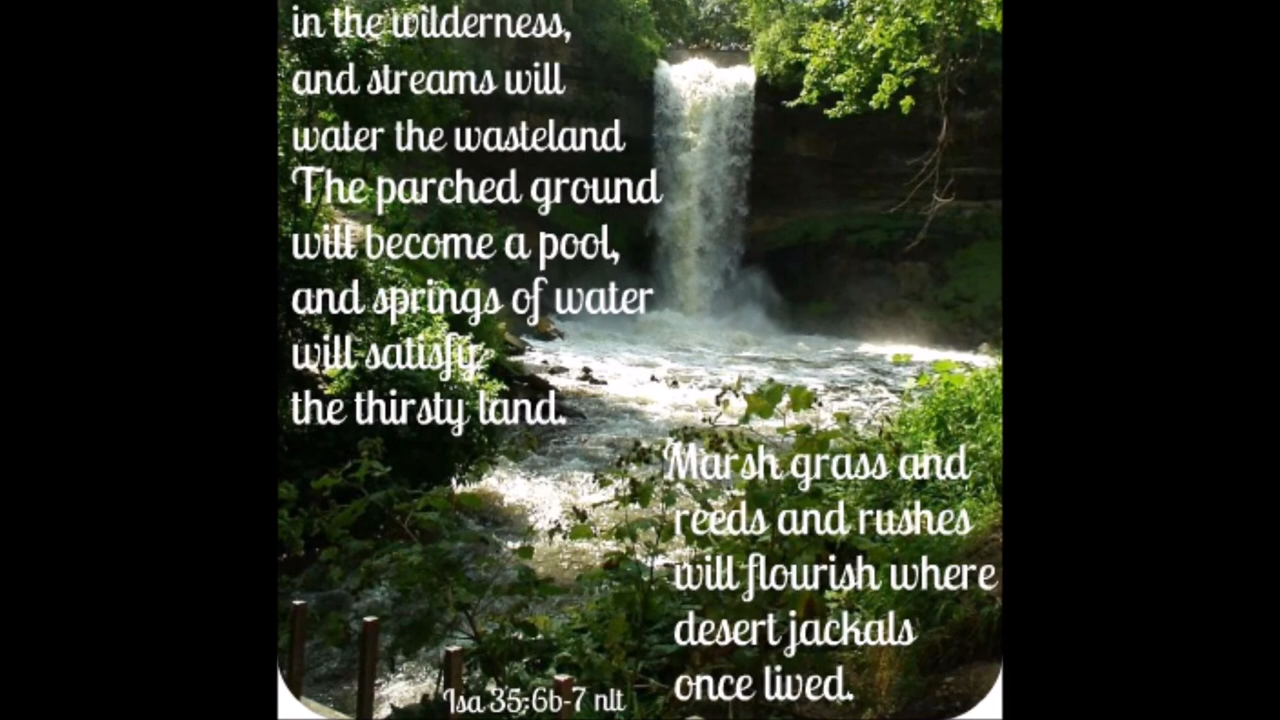 in the wilderness,
and streams will
water the wasteland
The parched ground
will become a pool,
and springs of water
will satisfy
the thirsty land.
Marsh grass and
reeds and rushes
will flourish where
desert jackals
once lived.
Isa 35:6b-7 nlt